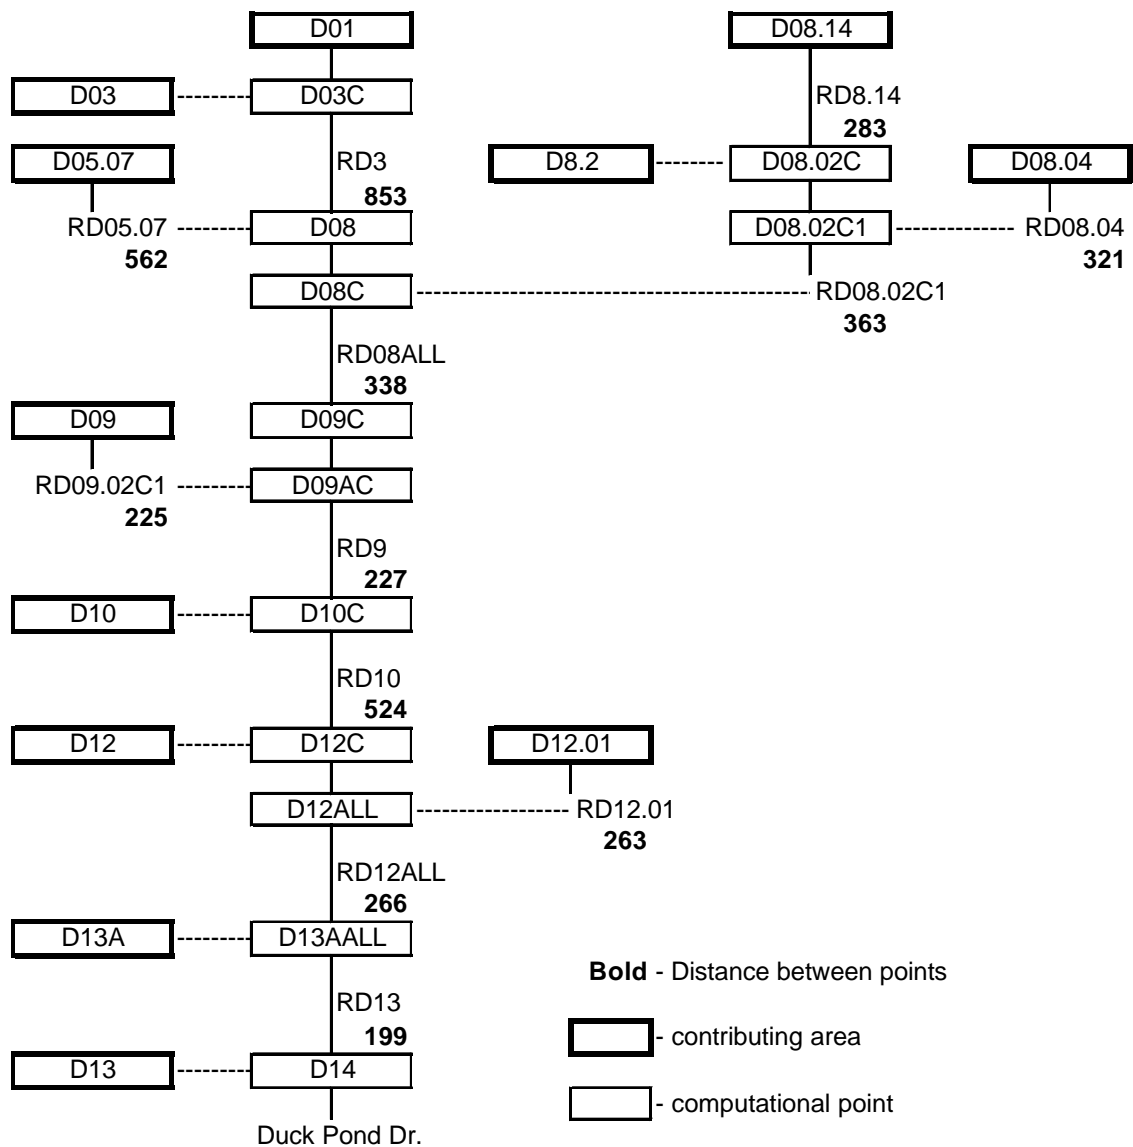 D01
D08.14
D03
D03C
RD8.14
283
D05.07
RD3
853
D8.2
D08.02C
D08.04
RD05.07
562
D08
D08.02C1
RD08.04
321
D08C
RD08.02C1
363
RD08ALL
338
D09
D09C
RD09.02C1
225
D09AC
RD9
227
D10
D10C
RD10
524
D12
D12C
D12.01
D12ALL
RD12.01
263
RD12ALL
266
D13A
D13AALL
Bold - Distance between points
RD13
199
- contributing area
D13
D14
- computational point
Duck Pond Dr.